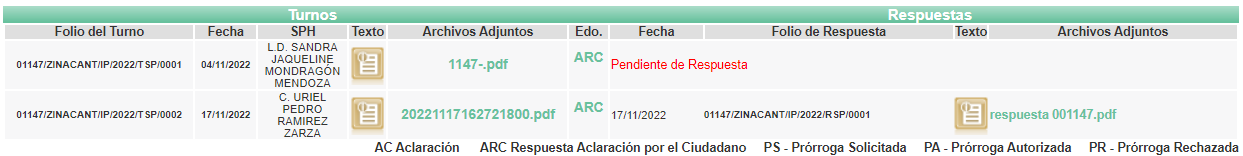 Turnos Respuestas
Folio del Turno Fecha SPH Texto Archivos Adjuntos Edo. Fecha Folio de Respuesta Texto Archivos Adjuntos
01147/ZINACANT/IP/2022/TSP/0001 04/11/2022 L.D. SANDRA JAQUELINE MONDRAGÓN MENDOZA 1147-.pdf ARC Pendiente de Respuesta
01147/ZINACANT/IP/2022/TSP/0002 17/11/2022 C. URIEL PEDRO RAMIREZ ZARZA 20221117162721800.pdf ARC 17/11/2022 01147/ZINACANT/IP/2022/RSP/0001 respuesta 001147.pdf
AC Aclaración ARC Respuesta Aclaración por el Ciudadano PS - Prórroga Solicitada PA - Prórroga Autorizada PR - Prórroga Rechazada